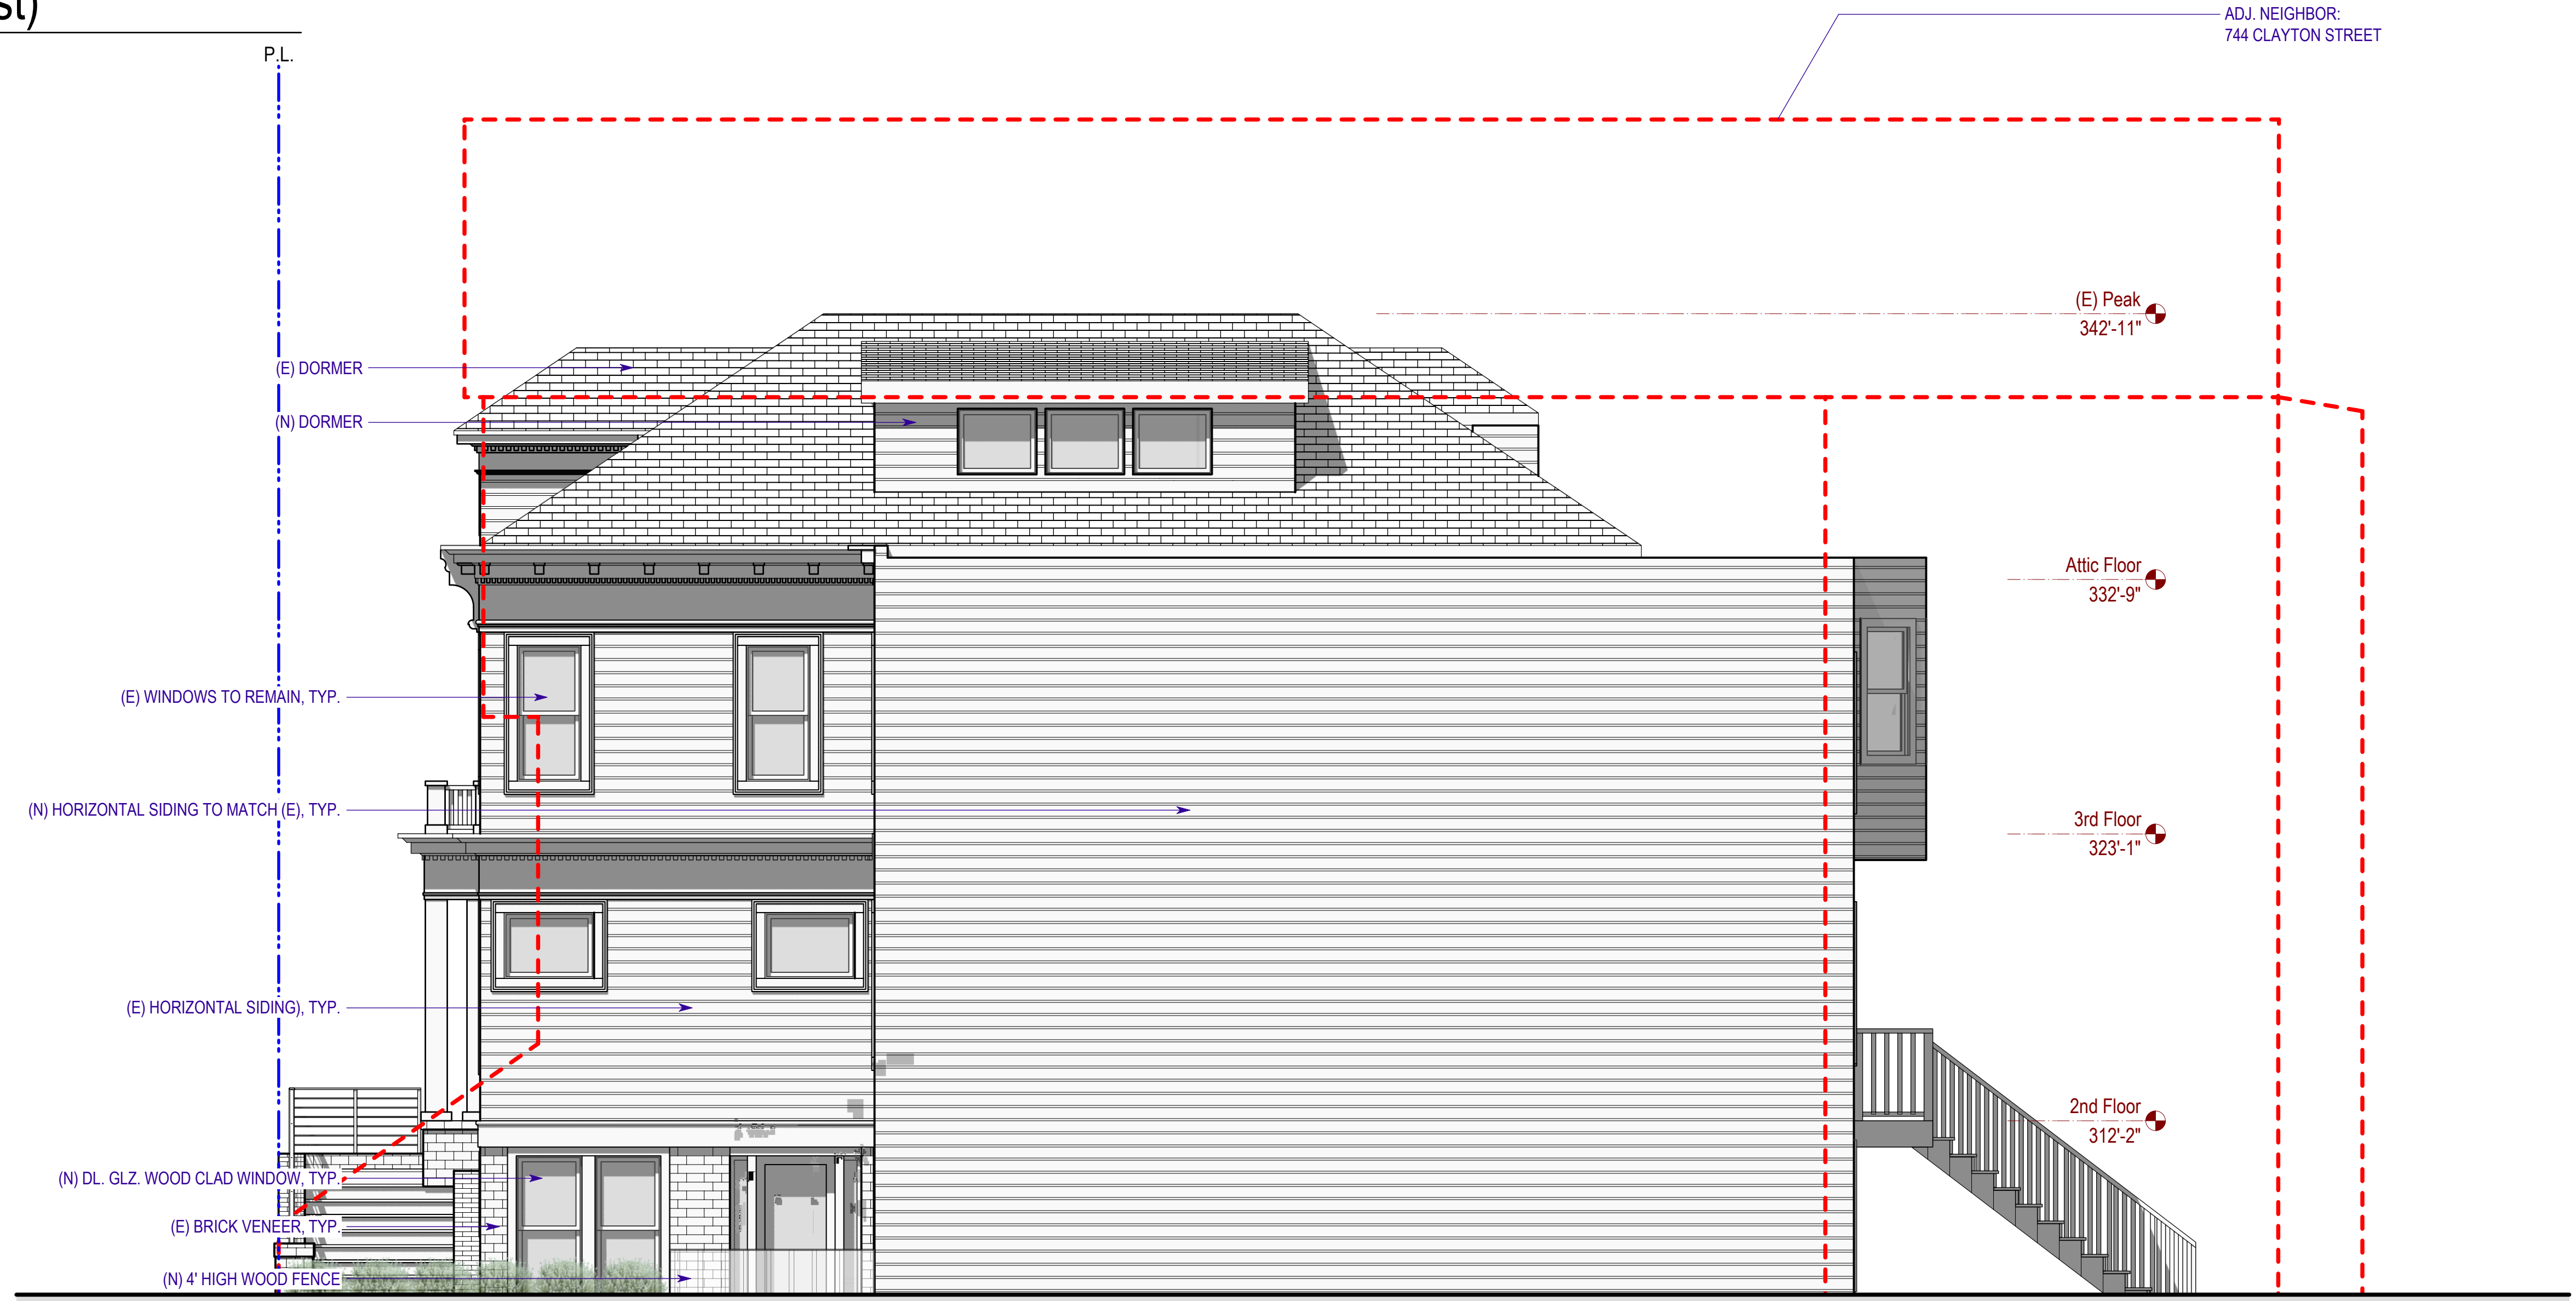 st)
P.L.
ADJ. NEIGHBOR:
744 CLAYTON STREET
(E) Peak
342'-11"
(E) DORMER
(N) DORMER
Attic Floor
332'-9"
(E) WINDOWS TO REMAIN, TYP.
(N) HORIZONTAL SIDING TO MATCH (E), TYP.
3rd Floor
323'-1"
(E) HORIZONTAL SIDING), TYP.
2nd Floor
312'-2"
(N) DL. GLZ. WOOD CLAD WINDOW, TYP.
(E) BRICK VENEER, TYP.
(N) 4' HIGH WOOD FENCE